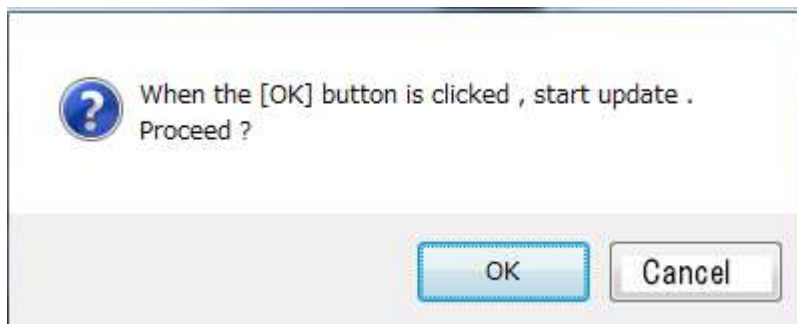 When the [OK] button is clicked , start update .
Proceed ?
OK Cancel